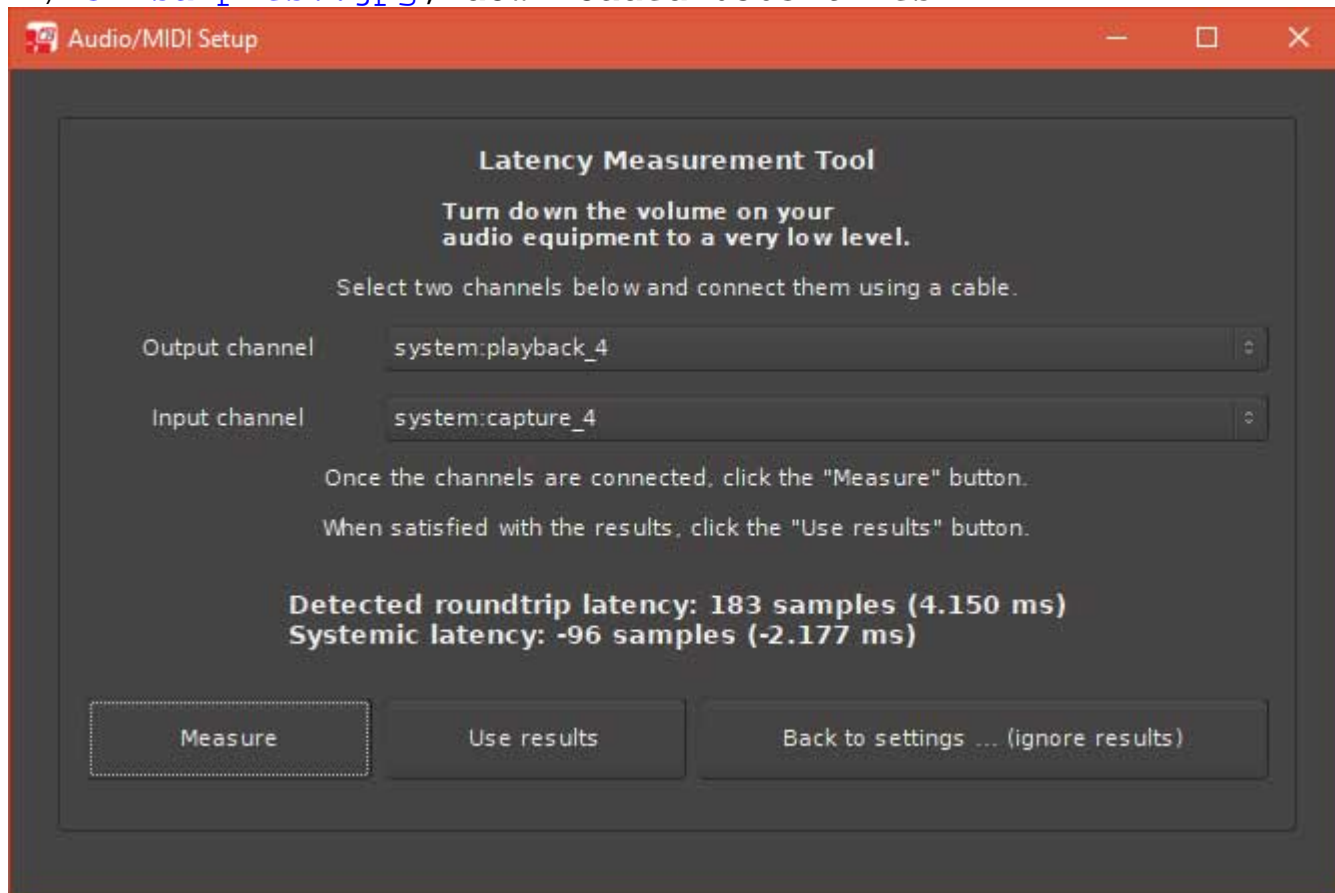 Audio/MIDI Setup
Latency Measurement Tool
Turn down the volume on your
audio equipment to a very low level.
Select two channels below and connect them using a cable.
Output channel system:playback_4
Input channel system:capture_4
Once the channels are connected, click the "Measure" button.
When satisfied with the results, click the "Use results" button.
Detected roundtrip latency: 183 samples (4.150 ms)
Systemic latency: -96 samples (-2.177 ms)
Measure Use results Back to settings ... (ignore results)